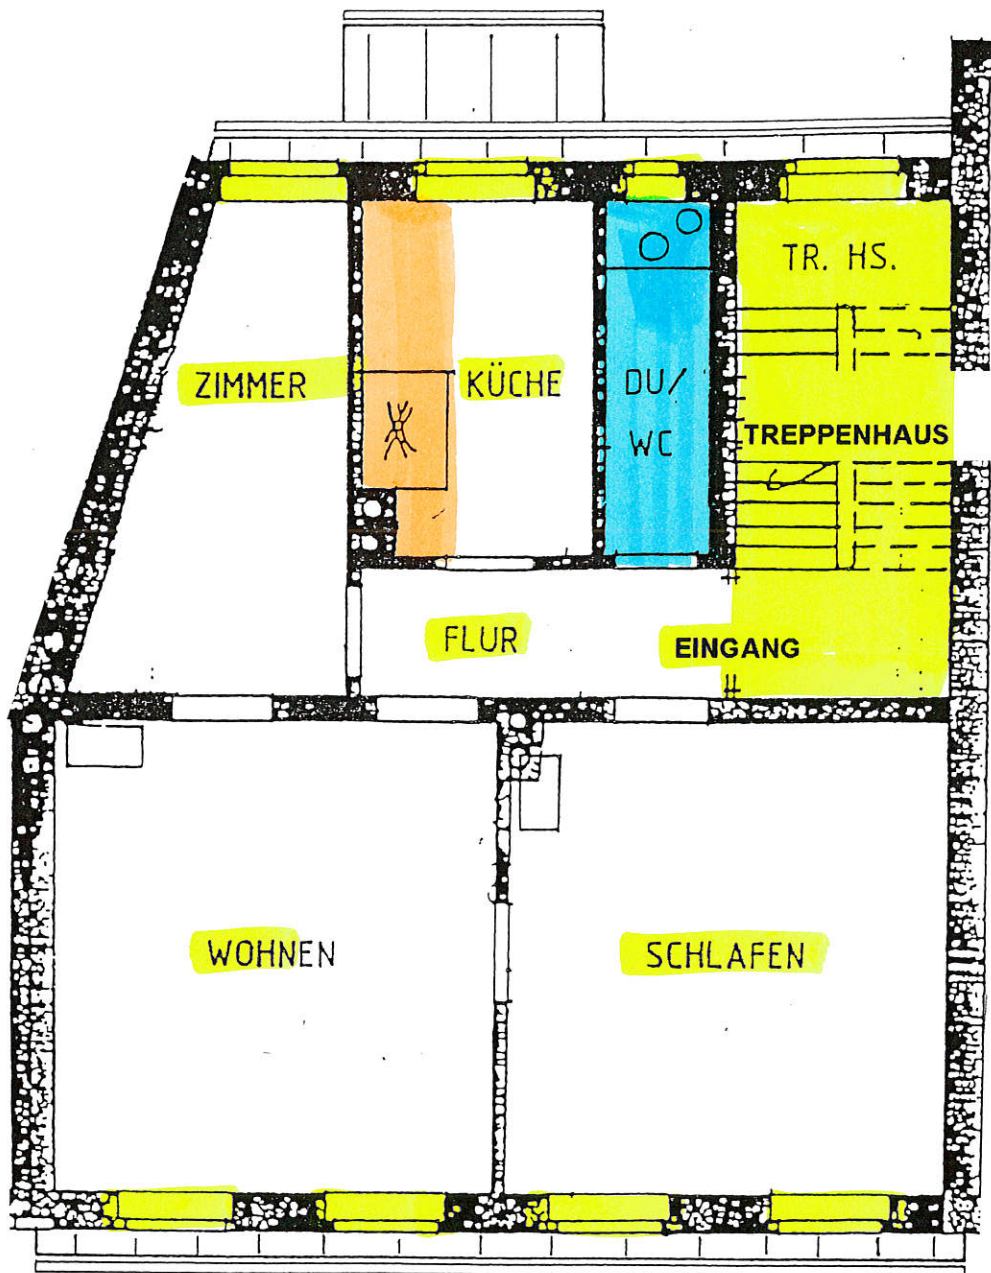 TR. HS.
ZIMMER
KÜCHE
DU/
WC
TREPPENHAUS
FLUR
EINGANG
WOHNEN
SCHLAFEN